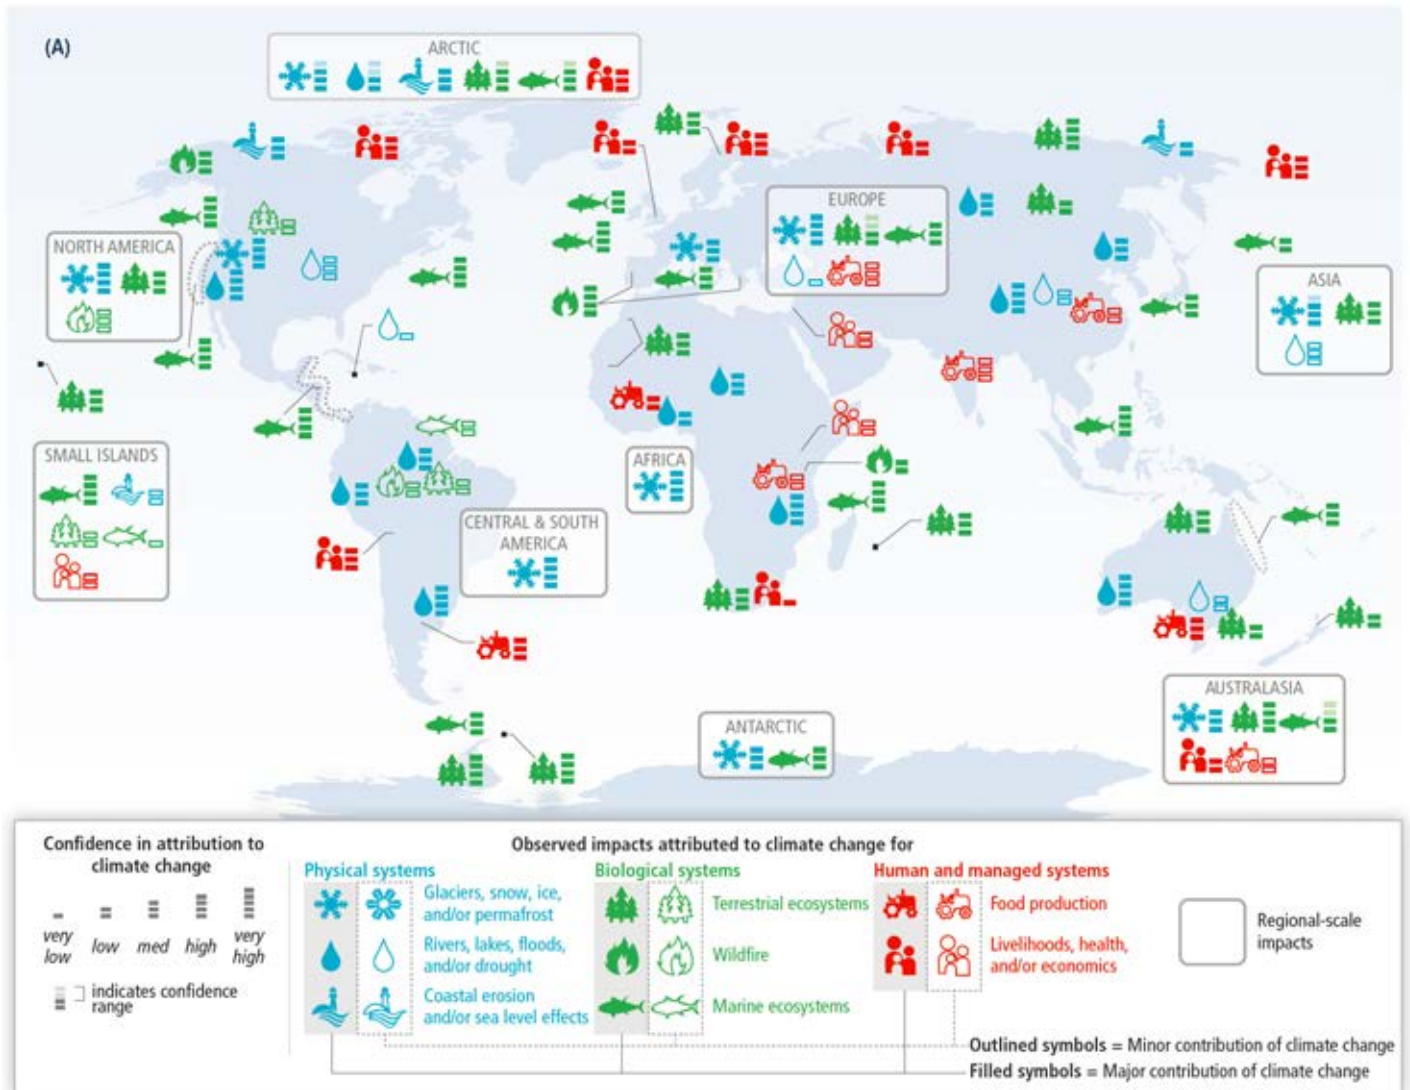 (A)
ARCTIC
EUROPE
NORTH AMERICA
ASIA
SMALL ISLANDS
AFRICA
CENTRAL & SOUTH
AMERICA
AUSTRALASIA
ANTARCTIC
Confidence in attribution to
climate change
very
low
low
med
high
very
high
indicates confidence
range
Observed impacts attributed to climate change for
Physical systems
Glaciers, snow, ice,
and/or permafrost
Rivers, lakes, floods,
and/or drought
Coastal erosion
and/or sea level effects
Biological systems
Terrestrial ecosystems
Wildfire
Marine ecosystems
Human and managed systems
Food production
Livelihoods, health,
and/or economics
Regional-scale
impacts
Outlined symbols = Minor contribution of climate change
Filled symbols = Major contribution of climate change